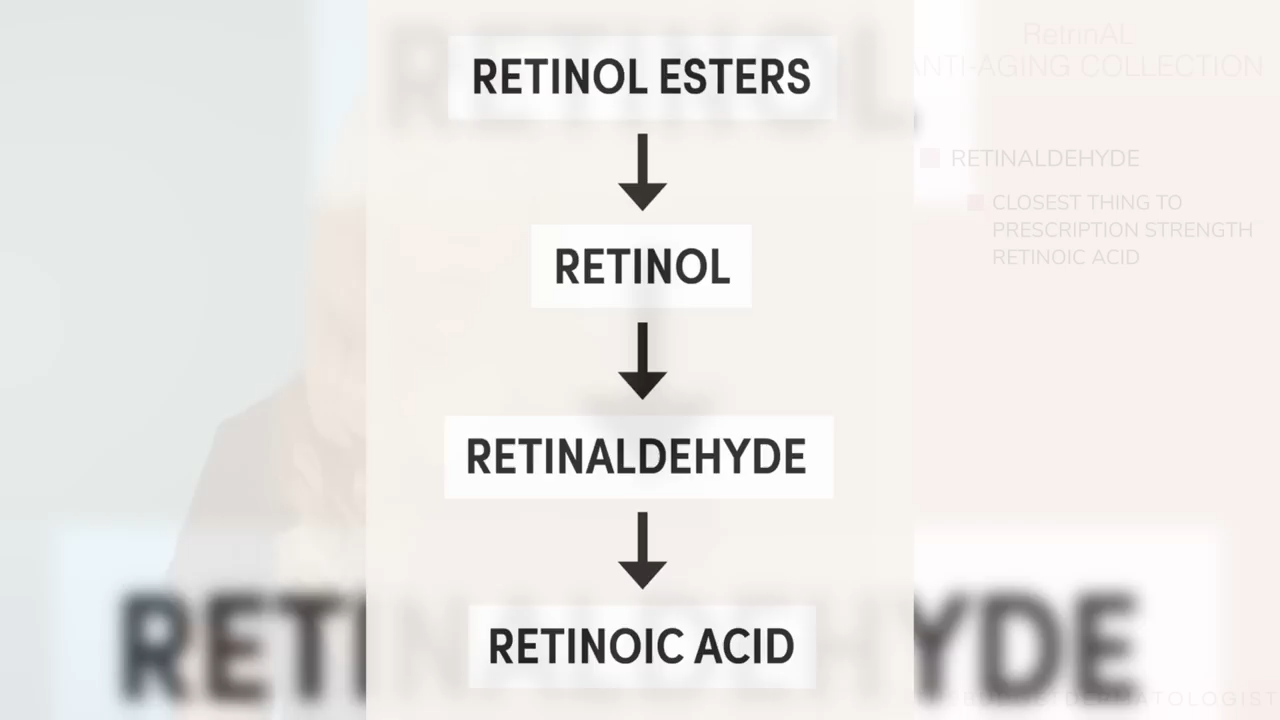 RETINOL ESTERS
RETINOL
RETINALDEHYDE
RETINOIC ACID
RetrinAL
ANTI-AGING COLLECTION
RETINALDEHYDE
CLOSEST THING TO
PRESCRIPTION STRENGTH
RETINOIC ACID